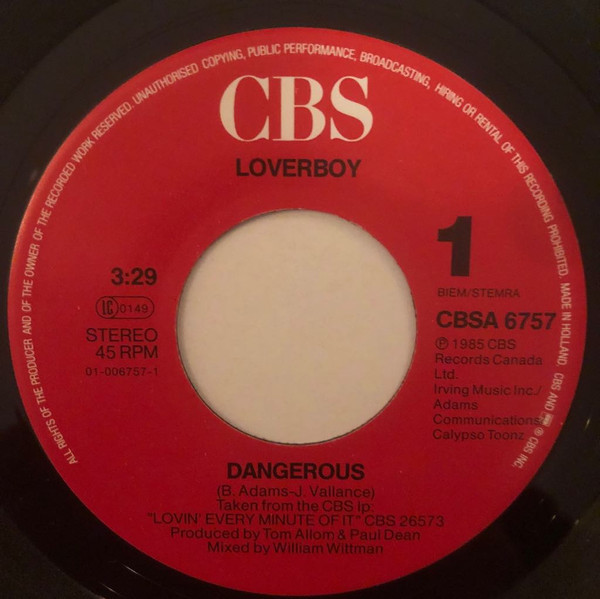 ALL RIGHTS OF THE PRODUCER AND OF THE OWNER OF THE RECORDED WORK RESERVED. UNAUTHORISED COPYING, PUBLIC PERFORMANCE, BROADCASTING, HIRING OR RENTAL OF THIS RECORDING PROHIBITED. MADE IN HOLLAND. CBS AND ® CBS INC.
CBS
LOVERBOY
3:29
LC 0149
STEREO
45 RPM
01-006757-1
1
BIEM/STEMRA
CBSA 6757
℗ 1985 CBS
Records Canada
Ltd.
Irving Music Inc./
Adams
Communications/
Calypso Toonz
DANGEROUS
(B. Adams-J. Vallance)
Taken from the CBS lp:
"LOVIN' EVERY MINUTE OF IT" CBS 26573
Produced by Tom Allom & Paul Dean
Mixed by William Wittman